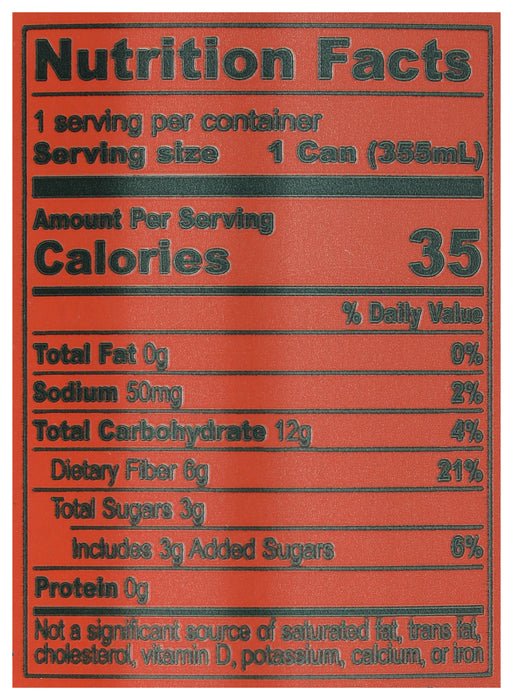 Nutrition Facts
1 serving per container
Serving size 1 Can (355mL)
Amount Per Serving
Calories 35
% Daily Value
Total Fat 0g 0%
Sodium 50mg 2%
Total Carbohydrate 12g 4%
Dietary Fiber 6g 21%
Total Sugars 3g
Includes 3g Added Sugars 6%
Protein 0g
Not a significant source of saturated fat, trans fat,
cholesterol, vitamin D, potassium, calcium, or iron